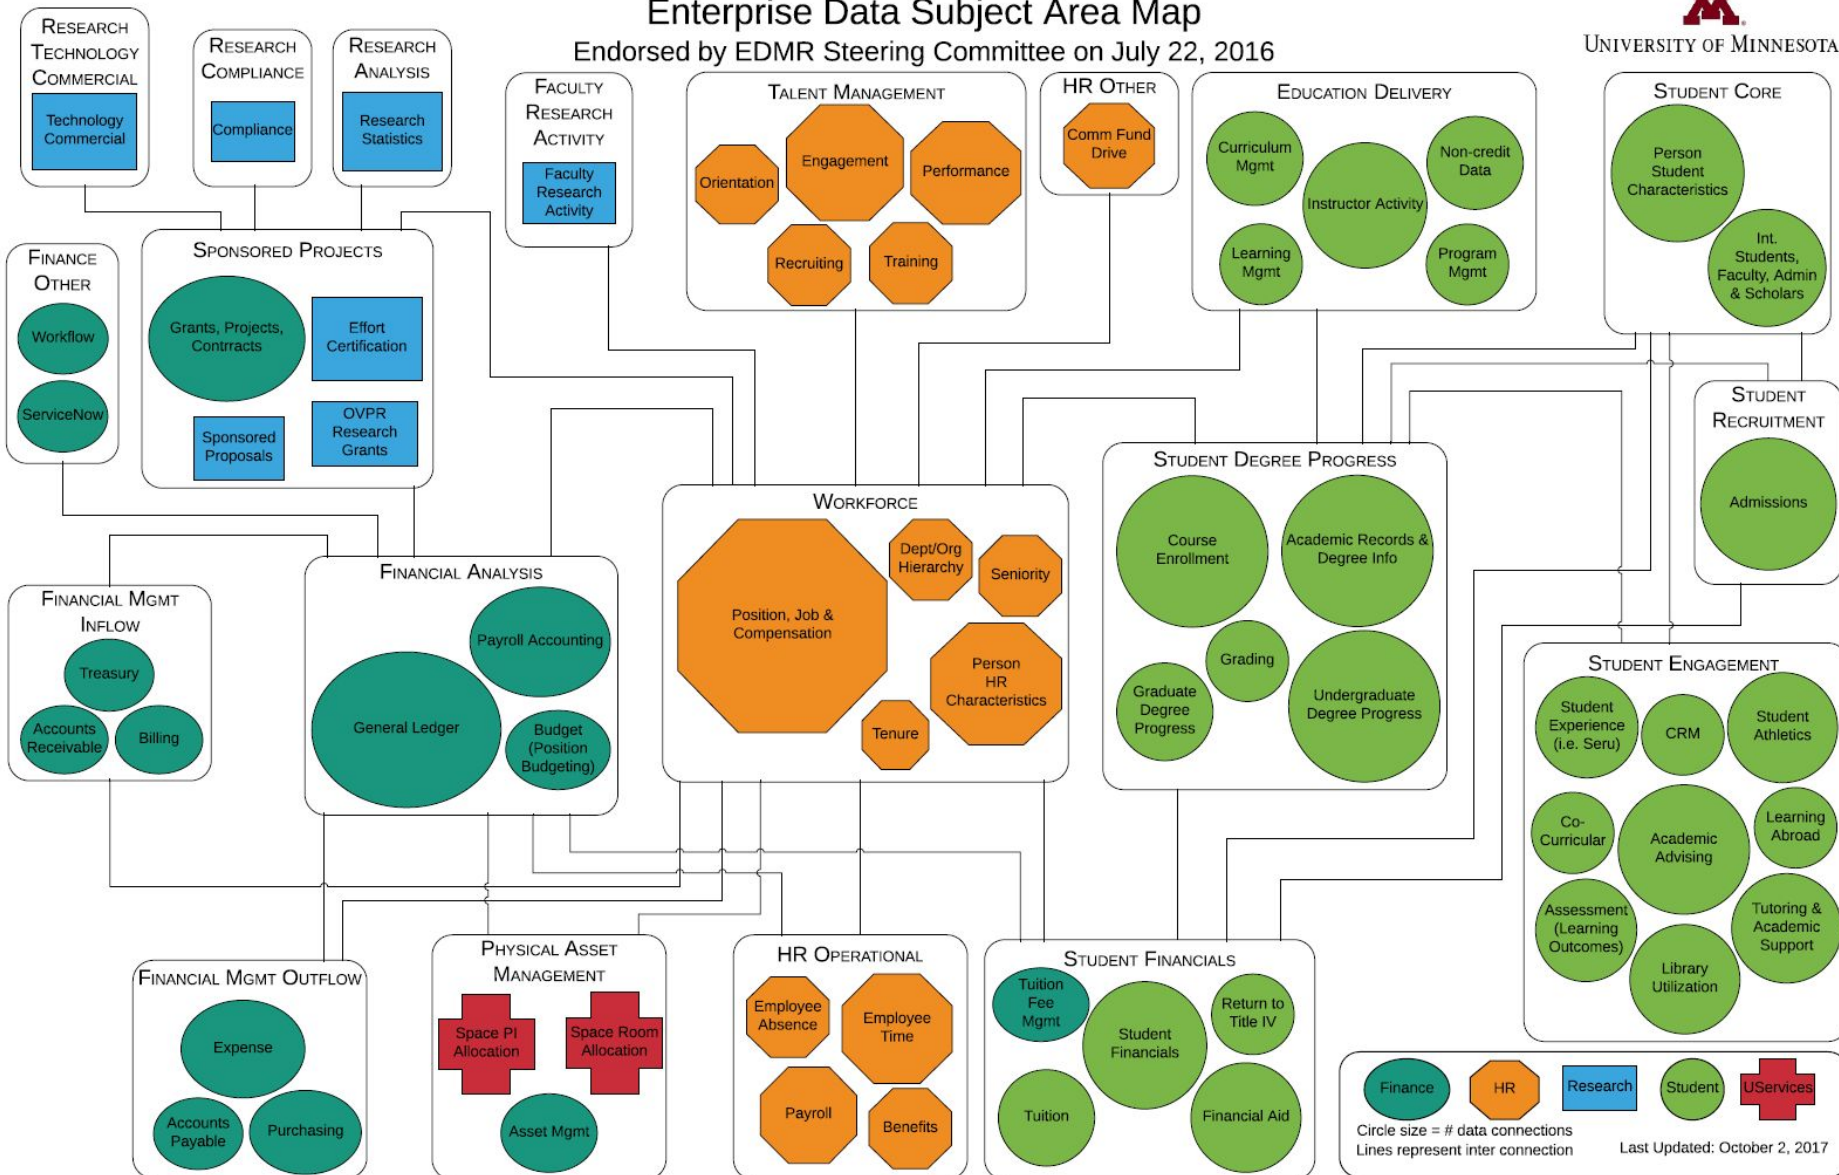 Enterprise Data Subject Area Map
Endorsed by EDMR Steering Committee on July 22, 2016
M
UNIVERSITY OF MINNESOTA
RESEARCH
TECHNOLOGY
COMMERCIAL
Technology
Commercial
RESEARCH
COMPLIANCE
Compliance
RESEARCH
ANALYSIS
Research
Statistics
FACULTY
RESEARCH
ACTIVITY
Faculty
Research
Activity
TALENT MANAGEMENT
Orientation
Engagement
Performance
Recruiting
Training
HR OTHER
Comm Fund
Drive
EDUCATION DELIVERY
Curriculum
Mgmt
Instructor Activity
Non-credit
Data
Learning
Mgmt
Program
Mgmt
STUDENT CORE
Person
Student
Characteristics
Int.
Students,
Faculty, Admin
& Scholars
FINANCE
OTHER
Workflow
ServiceNow
SPONSORED PROJECTS
Grants, Projects,
Contrracts
Effort
Certification
Sponsored
Proposals
OVPR
Research
Grants
STUDENT
RECRUITMENT
Admissions
FINANCIAL MGMT
INFLOW
Treasury
Accounts
Receivable
Billing
FINANCIAL ANALYSIS
Payroll Accounting
General Ledger
Budget
(Position
Budgeting)
WORKFORCE
Position, Job &
Compensation
Dept/Org
Hierarchy
Seniority
Person
HR
Characteristics
Tenure
STUDENT DEGREE PROGRESS
Course
Enrollment
Academic Records &
Degree Info
Grading
Graduate
Degree
Progress
Undergraduate
Degree Progress
STUDENT ENGAGEMENT
Student
Experience
(i.e. Seru)
CRM
Student
Athletics
Co-
Curricular
Academic
Advising
Learning
Abroad
Assessment
(Learning
Outcomes)
Library
Utilization
Tutoring &
Academic
Support
FINANCIAL MGMT OUTFLOW
Expense
Accounts
Payable
Purchasing
PHYSICAL ASSET
MANAGEMENT
Space PI
Allocation
Space Room
Allocation
Asset Mgmt
HR OPERATIONAL
Employee
Absence
Employee
Time
Payroll
Benefits
STUDENT FINANCIALS
Tuition
Fee
Mgmt
Student
Financials
Return to
Title IV
Tuition
Financial Aid
Finance
HR
Research
Student
UServices
Circle size = # data connections
Lines represent inter connection
Last Updated: October 2, 2017